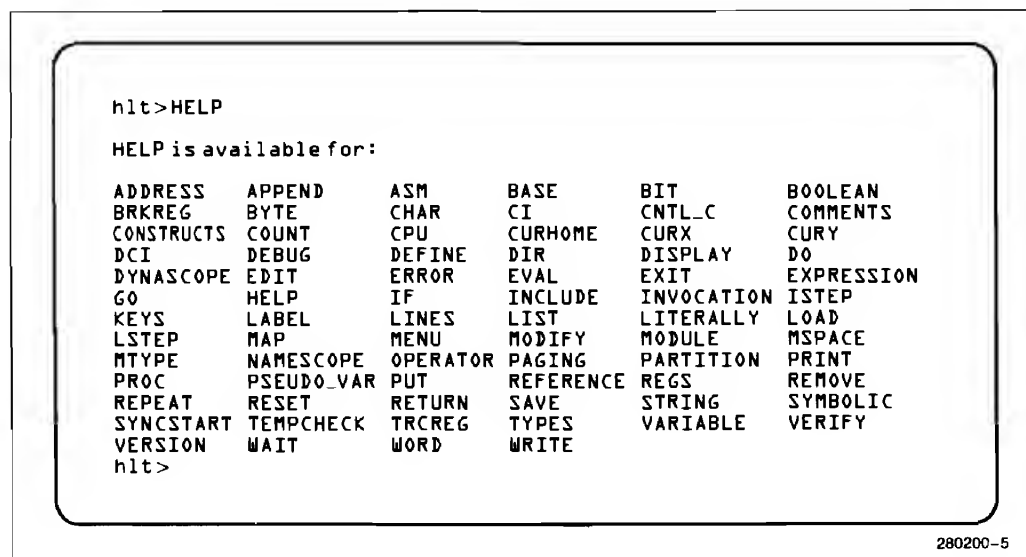 hlt>HELP
HELP is available for:
ADDRESS APPEND ASM BASE BIT BOOLEAN
BRKREG BYTE CHAR CI CNTL_C COMMENTS
CONSTRUCTS COUNT CPU CURHOME CURX CURY
DCI DEBUG DEFINE DIR DISPLAY DO
DYNASCOPE EDIT ERROR EVAL EXIT EXPRESSION
GO HELP IF INCLUDE INVOCATION ISTEP
KEYS LABEL LINES LIST LITERALLY LOAD
LSTEP MAP MENU MODIFY MODULE MSPACE
MTYPE NAMESCOPE OPERATOR PAGING PARTITION PRINT
PROC PSEUDO_VAR PUT REFERENCE REGS REMOVE
REPEAT RESET RETURN SAVE STRING SYMBOLIC
SYNCSTART TEMPCHECK TRCREG TYPES VARIABLE VERIFY
VERSION WAIT WORD WRITE
hlt>
280200-5